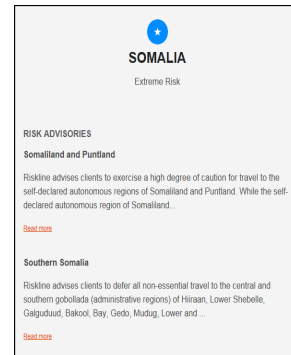 SOMALIA
Extreme Risk
RISK ADVISORIES
Somaliland and Puntland
Riskline advises clients to exercise a high degree of caution for travel to the
self-declared autonomous regions of Somaliland and Puntland. While the self-
declared autonomous region of Somaliland...
Read more
Southern Somalia
Riskline advises clients to defer all non-essential travel to the central and
southern gobollada (administrative regions) of Hiiraan, Lower Shebelle,
Galguduud, Bakool, Bay, Gedo, Mudug, Lower and ...
Read more